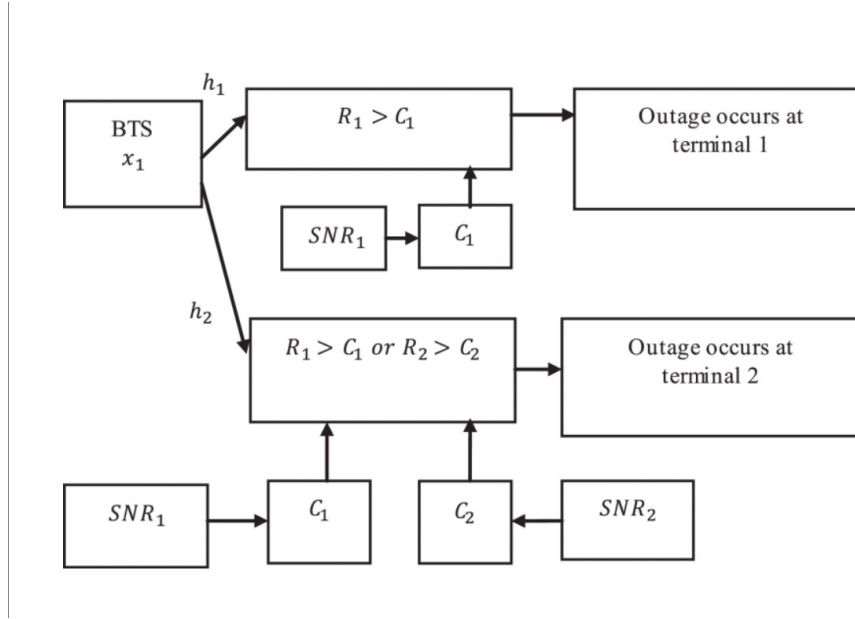 h₁
BTS
x₁
R₁ > C₁
Outage occurs at
terminal 1
SNR₁
C₁
h₂
R₁ > C₁ or R₂ > C₂
Outage occurs at
terminal 2
SNR₁
C₁
C₂
SNR₂